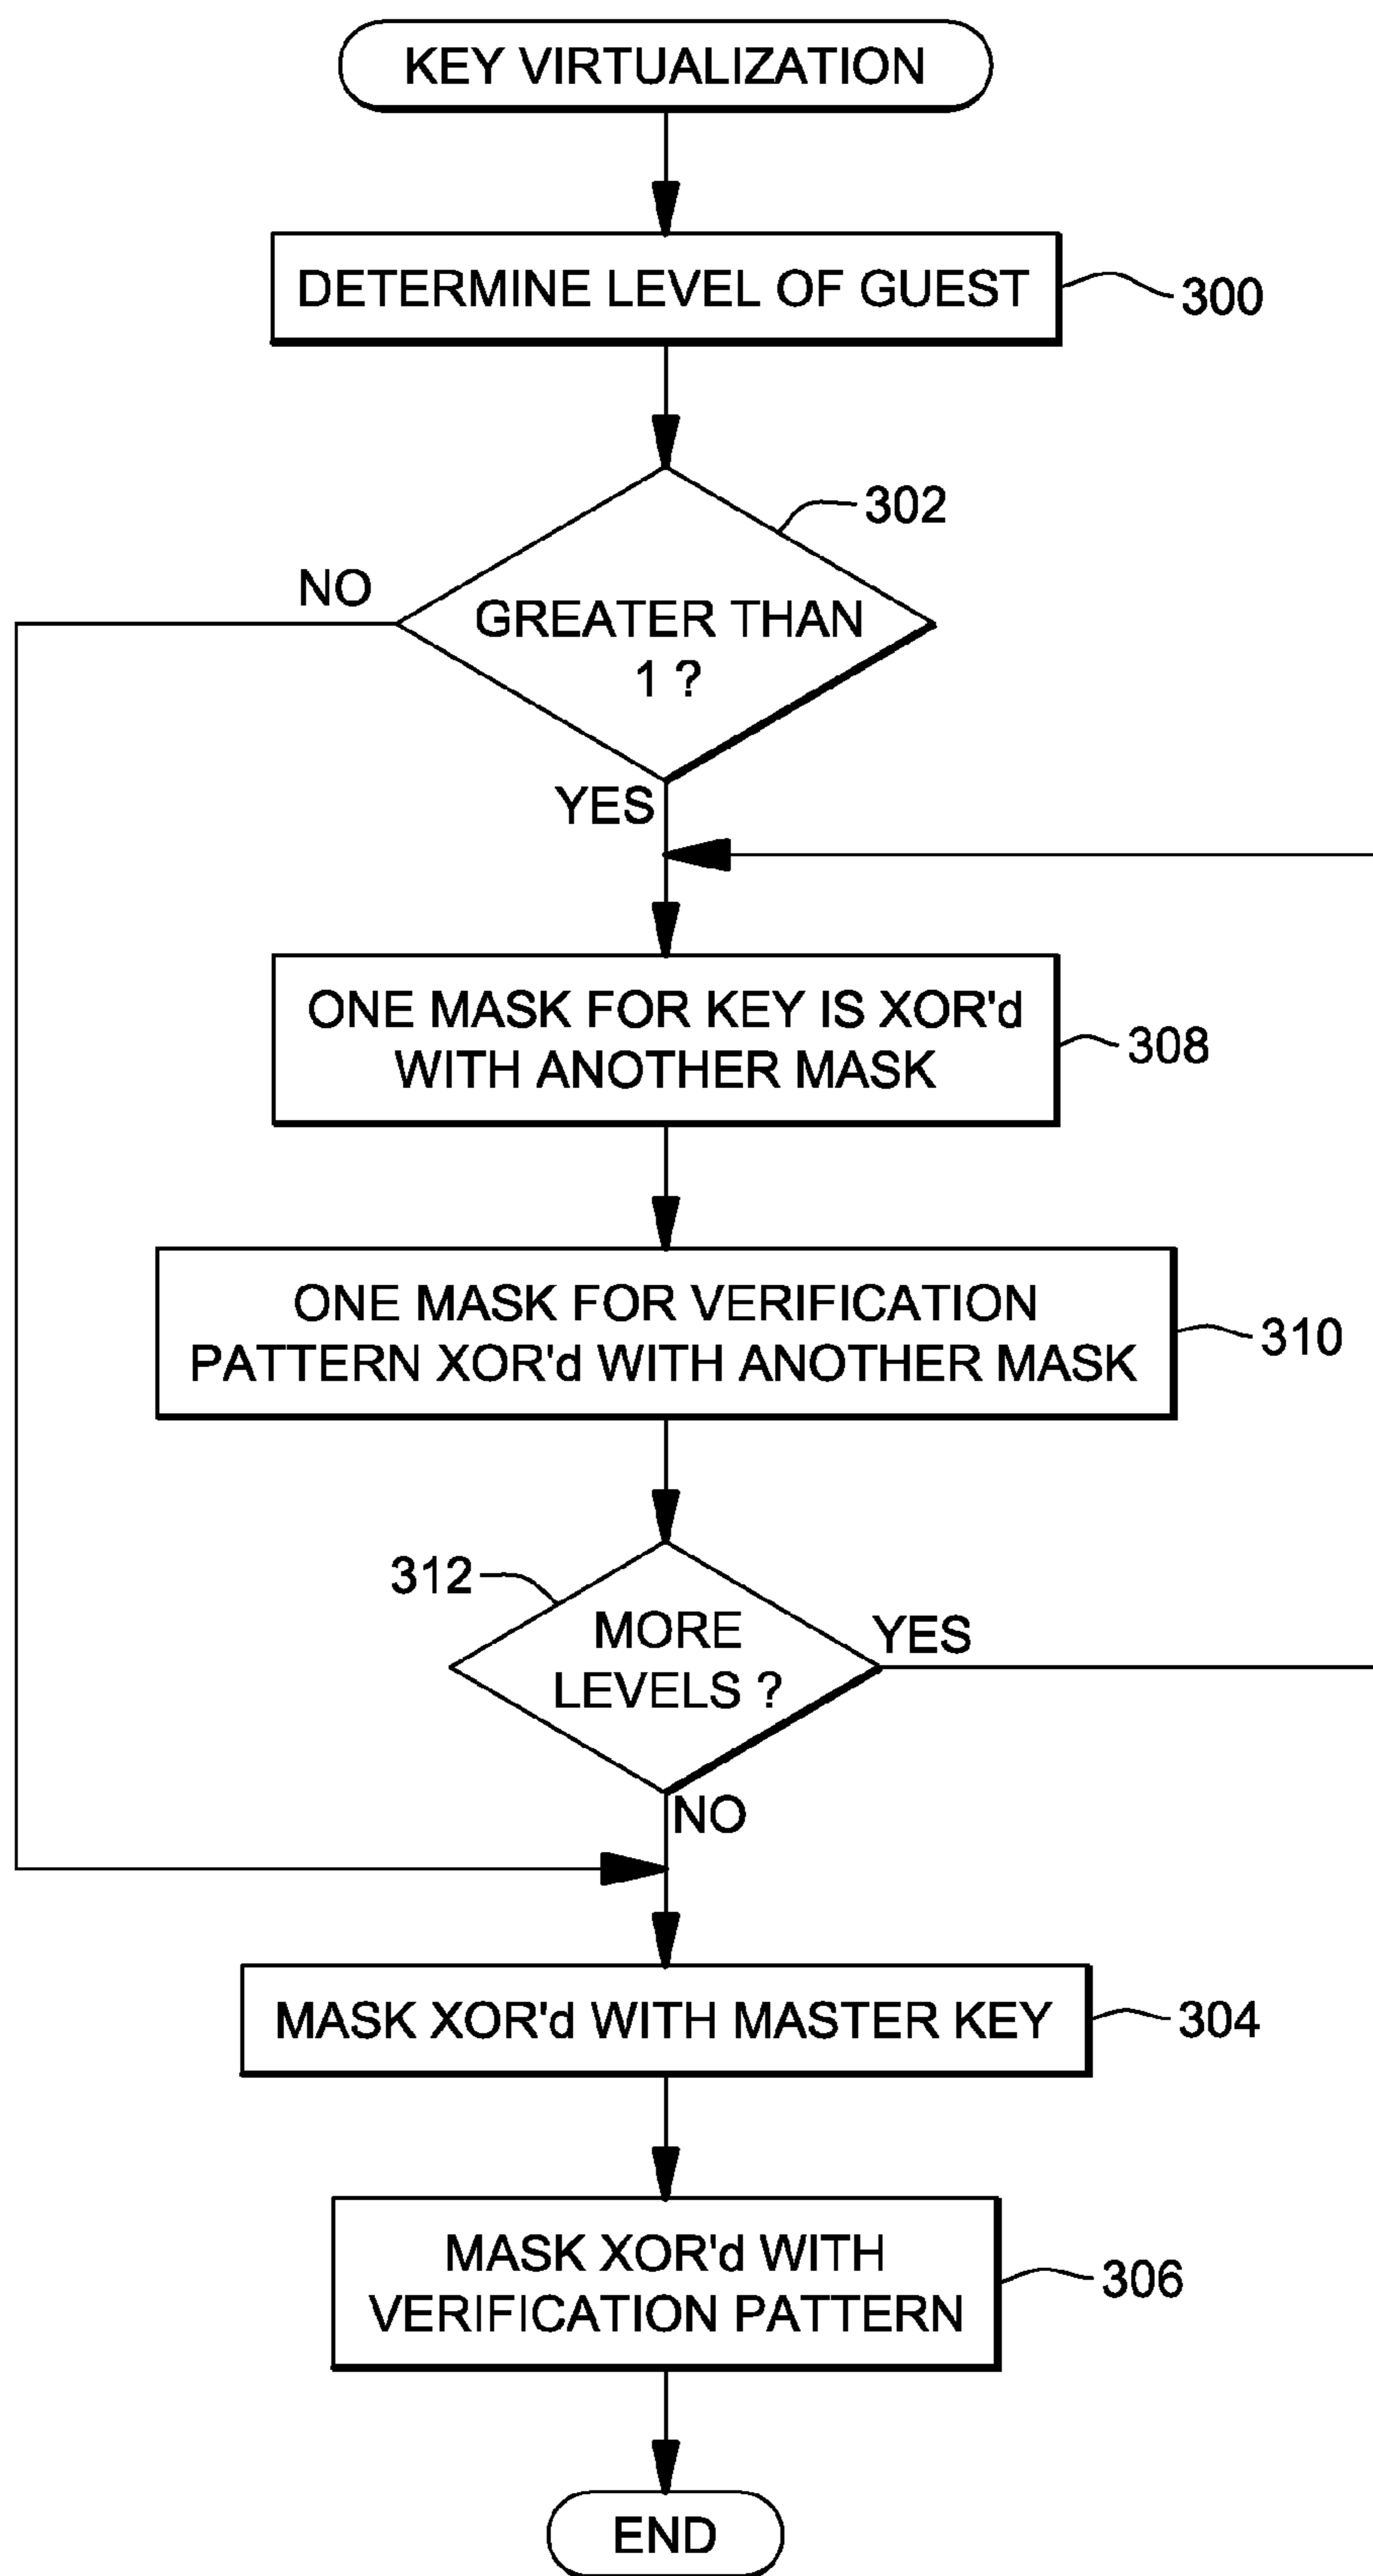 KEY VIRTUALIZATION
DETERMINE LEVEL OF GUEST
300
302
NO
GREATER THAN
1 ?
YES
ONE MASK FOR KEY IS XOR'd
WITH ANOTHER MASK
308
ONE MASK FOR VERIFICATION
PATTERN XOR'd WITH ANOTHER MASK
310
312
MORE
LEVELS ?
YES
NO
MASK XOR'd WITH MASTER KEY
304
MASK XOR'd WITH
VERIFICATION PATTERN
306
END